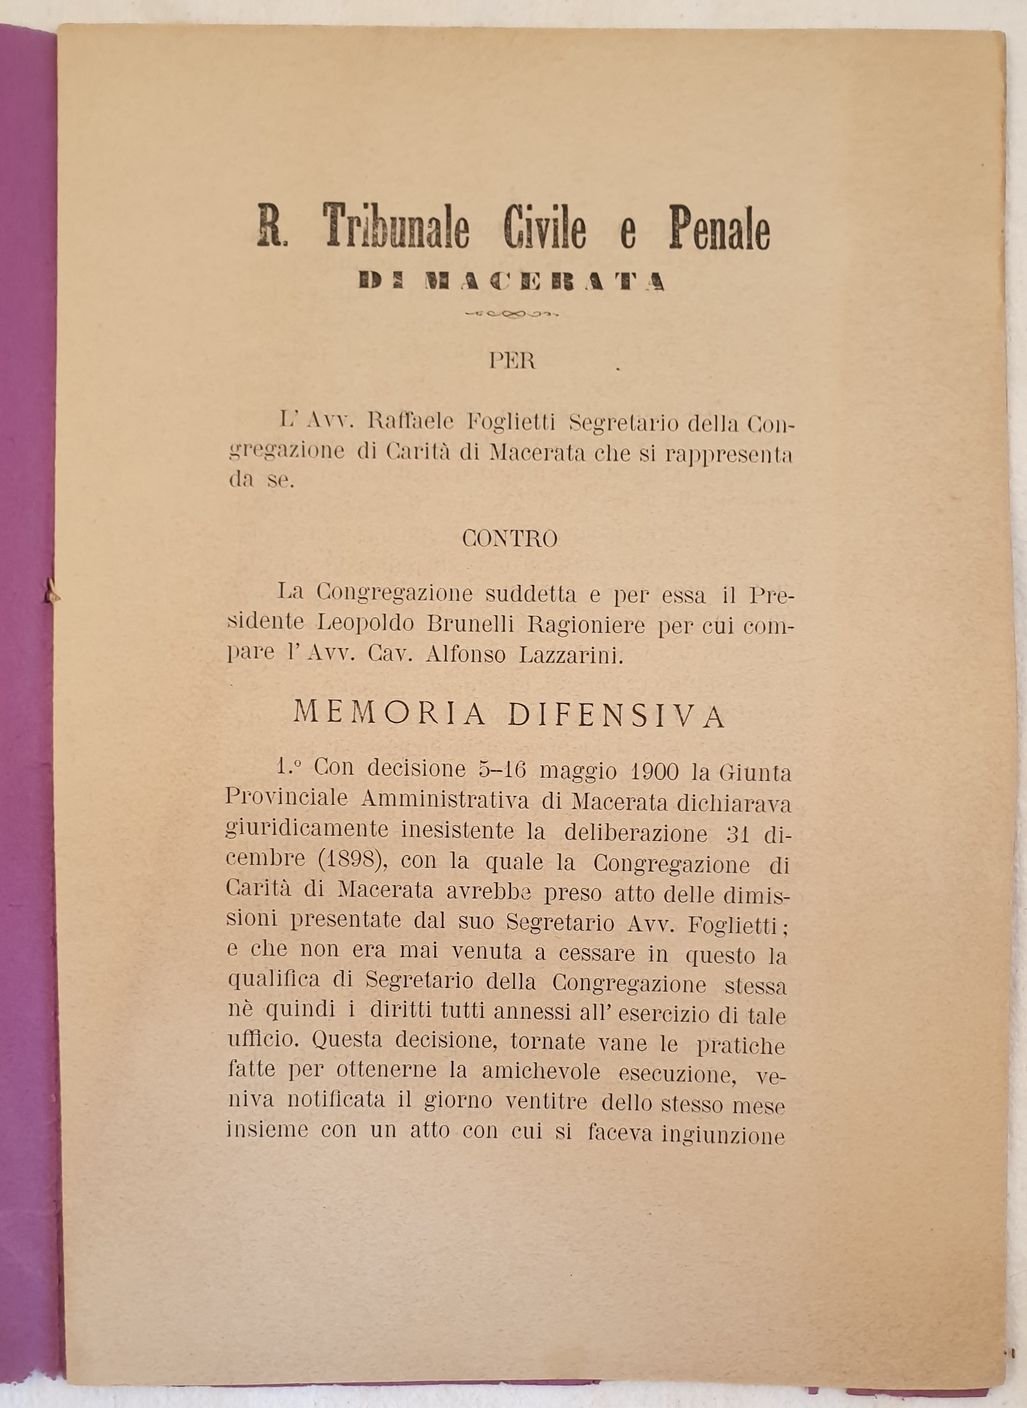 R. Tribunale Civile e Penale
DI MACERATA
PER
L' Avv. Raffaele Foglietti Segretario della Con-
gregazione di Carità di Macerata che si rappresenta
da se.
CONTRO
La Congregazione suddetta e per essa il Pre-
sidente Leopoldo Brunelli Ragioniere per cui com-
pare l' Avv. Cav. Alfonso Lazzarini.
MEMORIA DIFENSIVA
1.º Con decisione 5–16 maggio 1900 la Giunta
Provinciale Amministrativa di Macerata dichiarava
giuridicamente inesistente la deliberazione 31 di-
cembre (1898), con la quale la Congregazione di
Carità di Macerata avrebbe preso atto delle dimis-
sioni presentate dal suo Segretario Avv. Foglietti;
e che non era mai venuta a cessare in questo la
qualifica di Segretario della Congregazione stessa
nè quindi i diritti tutti annessi all' esercizio di tale
ufficio. Questa decisione, tornate vane le pratiche
fatte per ottenerne la amichevole esecuzione, ve-
niva notificata il giorno ventitre dello stesso mese
insieme con un atto con cui si faceva ingiunzione